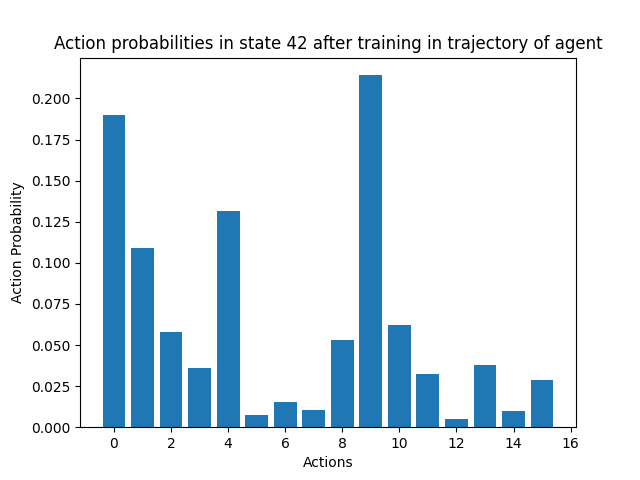 Action probabilities in state 42 after training in trajectory of agent
0.200
0.175
0.150
0.125
0.100
0.075
0.050
0.025
0.000
Action Probability
0 2 4 6 8 10 12 14 16
Actions